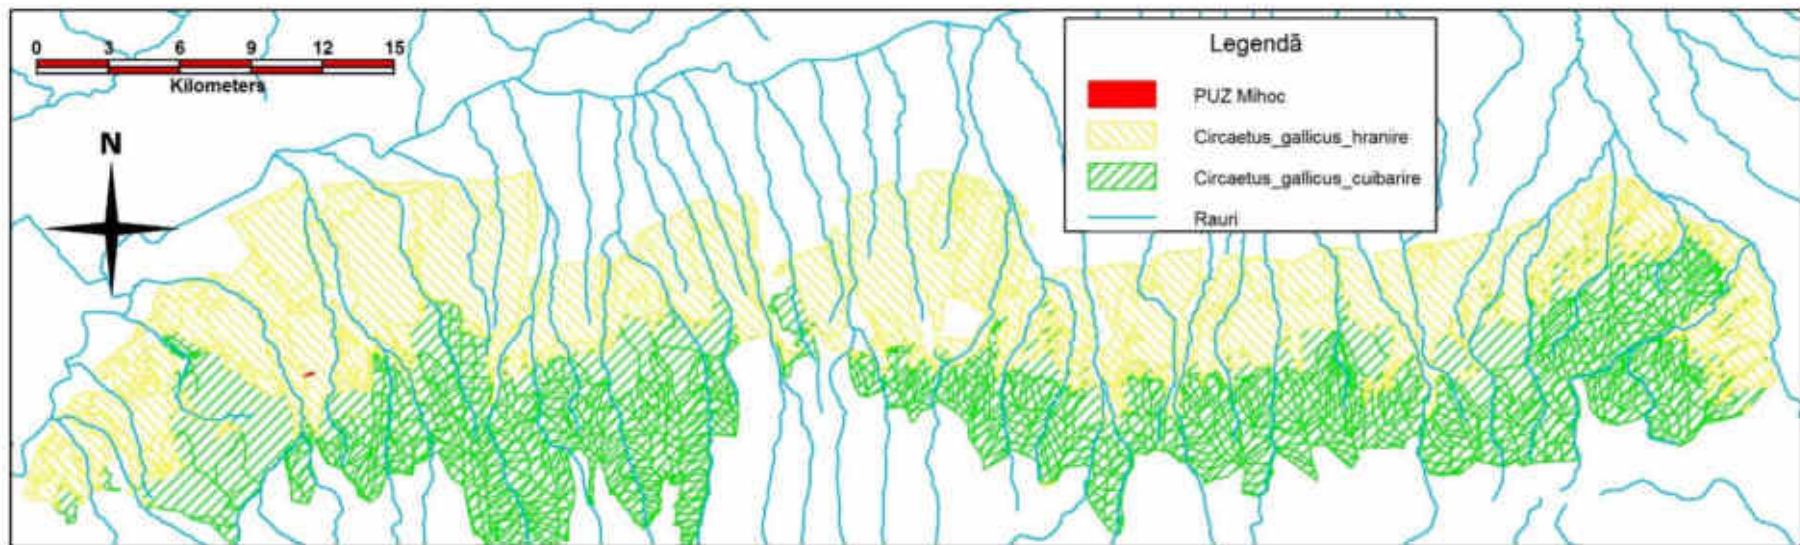 0 3 6 9 12 15
Kilometers
N
Legendă
PUZ Mihoc
Circaetus_gallicus_hranire
Circaetus_gallicus_cuibarire
Rauri